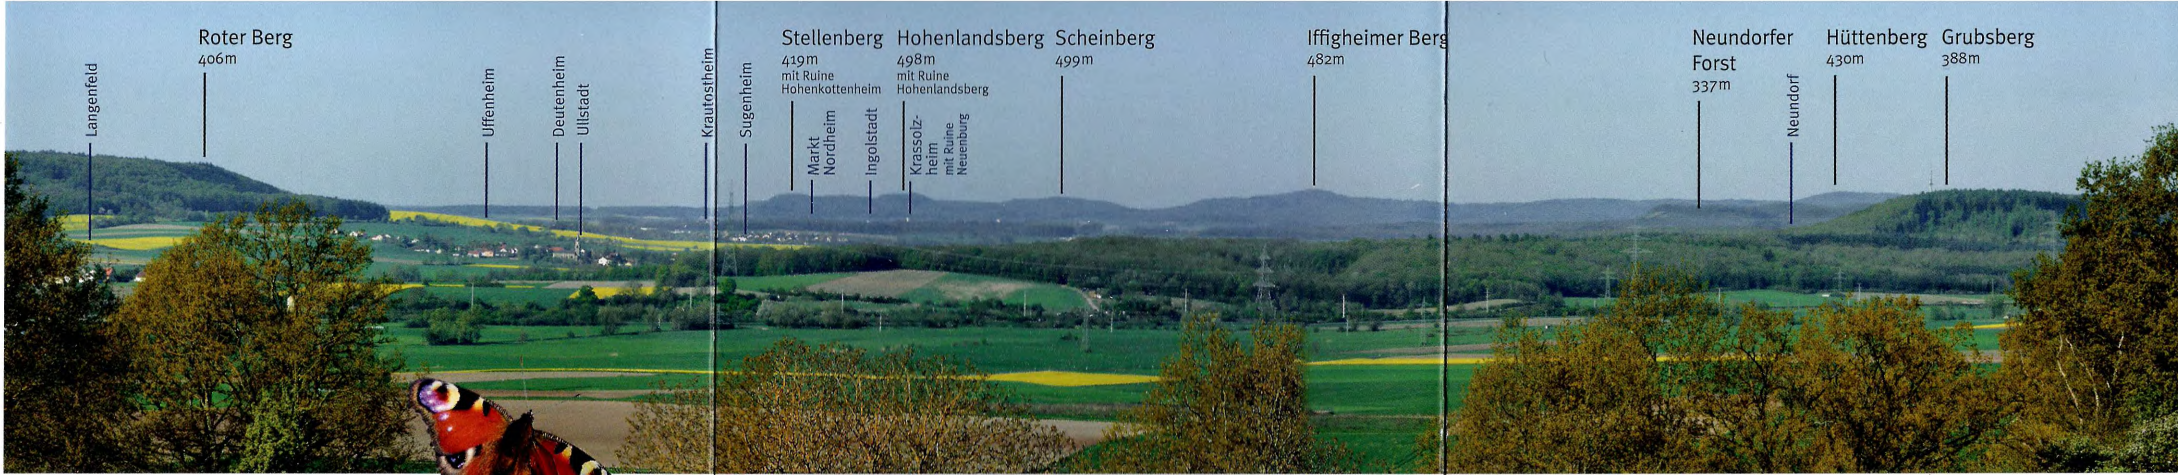 Roter Berg
406m
Langenfeld
Uffenheim
Deutenheim
Ullstadt
Krautostheim
Sugenheim
Stellenberg
419m
mit Ruine
Hohenkottenheim
Markt
Nordheim
Ingolstadt
Hohenlandsberg
498m
mit Ruine
Hohenlandsberg
Krassolz-
heim
mit Ruine
Neuenburg
Scheinberg
499m
Iffigheimer Berg
482m
Neundorfer
Forst
337m
Neundorf
Hüttenberg
430m
Grubsberg
388m